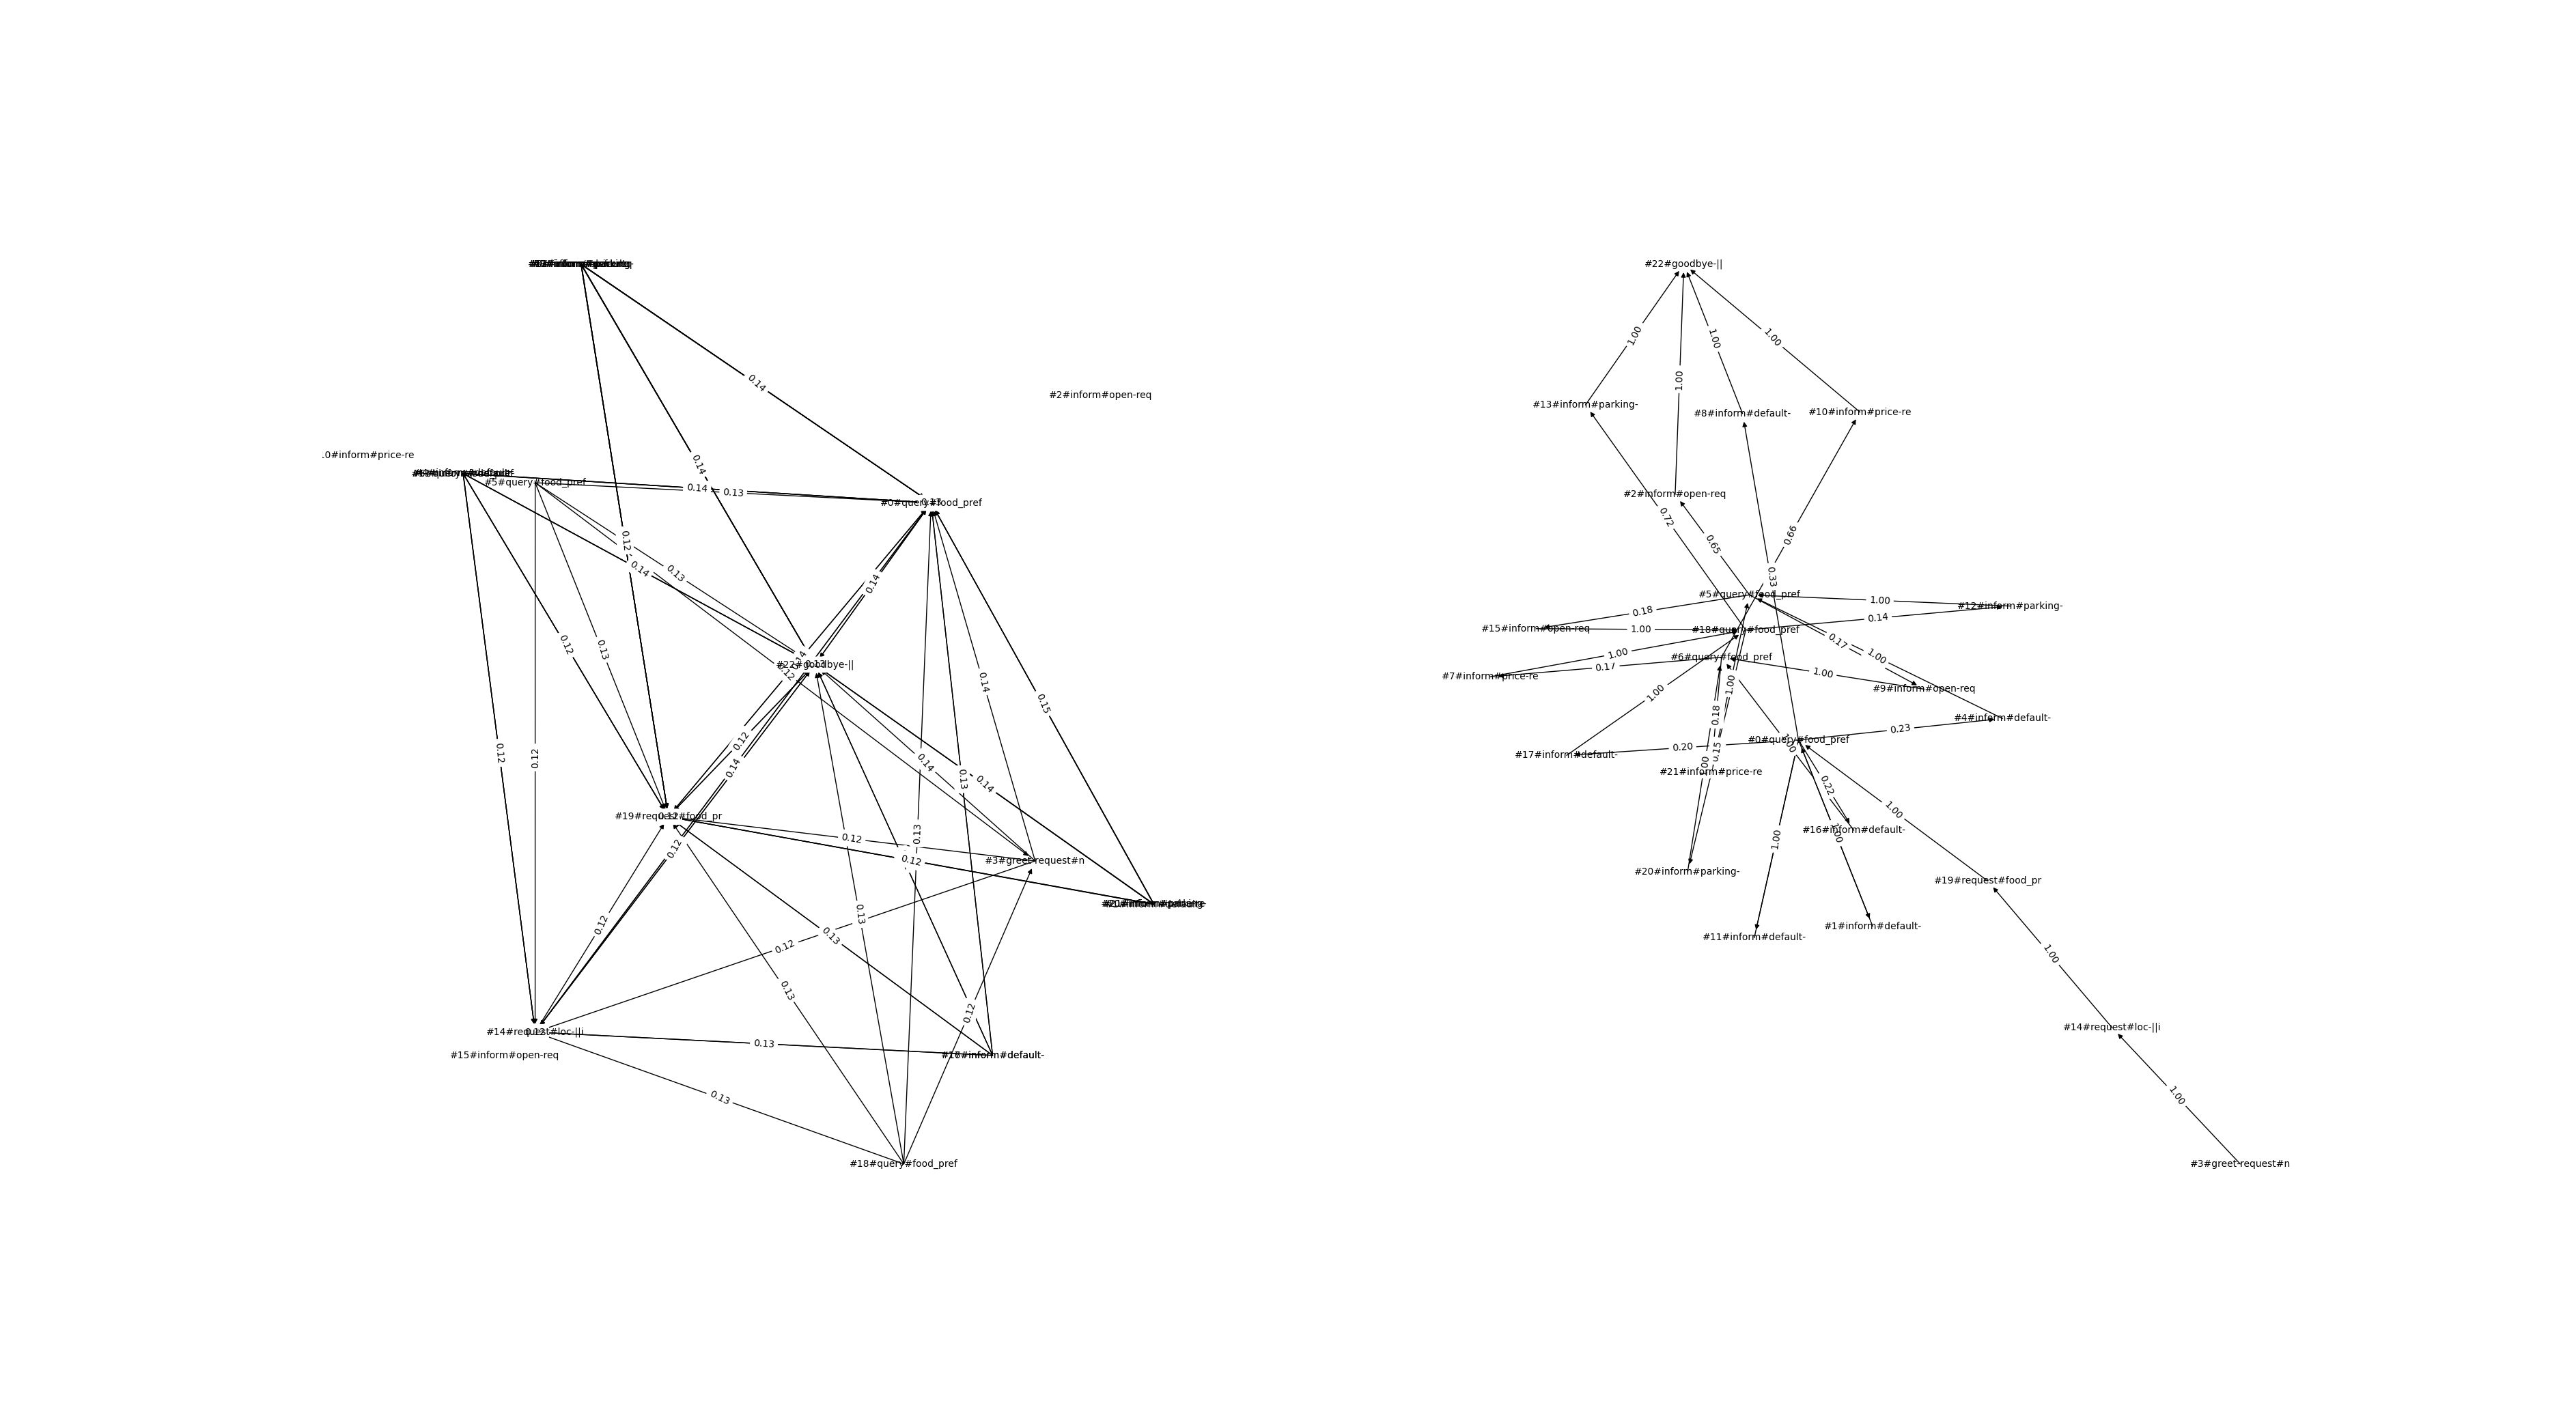 0.14
#2#inform#open-req
.0#inform#price-re
0.14
#5#query#food_pref
0.14
0.13
#0#query#food_pref
0.12
0.14
0.13
0.14
0.12
0.13
#22#goodbye-||
0.12
0.14
0.15
0.12
0.12
0.12
0.14
0.14
0.13
0.14
#19#request#food_pr
0.12
0.13
0.12
0.12
#3#greet-request#n
0.13
0.12
0.13
0.12
0.13
0.12
#14#request#loc-||i
0.13
#15#inform#open-req
0.13
#18#query#food_pref
#22#goodbye-||
1.00
1.00
1.00
1.00
#13#inform#parking-
#8#inform#default-
#10#inform#price-re
#2#inform#open-req
0.72
0.65
0.66
0.33
#5#query#food_pref
1.00
#12#inform#parking-
0.18
0.14
#15#inform#open-req
1.00
#18#query#food_pref
0.17
1.00
1.00
#6#query#food_pref
0.17
1.00
#7#inform#price-re
1.00
1.00
#9#inform#open-req
0.18
#4#inform#default-
0.23
#0#query#food_pref
0.20
0.15
#17#inform#default-
#21#inform#price-re
0.22
1.00
#16#inform#default-
1.00
#20#inform#parking-
#19#request#food_pr
#1#inform#default-
#11#inform#default-
1.00
#14#request#loc-||i
1.00
#3#greet-request#n